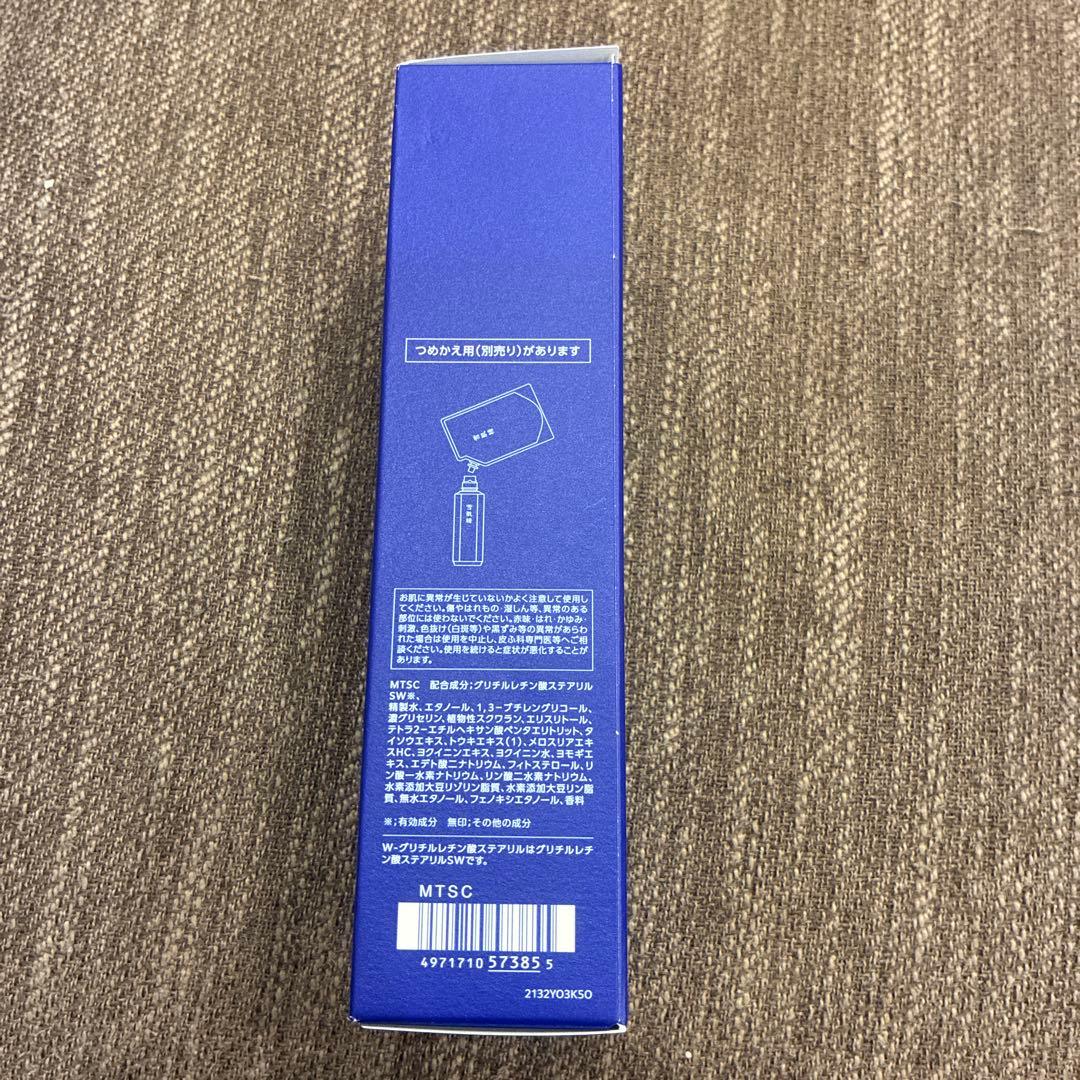 つめかえ用(別売り)があります
雪肌精
雪肌精
お肌に異常が生じていないかよく注意して使用
してください。傷やはれもの・湿しん等、異常のある
部位には使わないでください。赤味・はれ・かゆみ・
刺激、色抜け(白斑等)や黒ずみ等の異常があらわ
れた場合は使用を中止し、皮ふ科専門医等へご相
談ください。使用を続けると症状が悪化することが
あります。
MTSC 配合成分;グリチルレチン酸ステアリル
SW※、
精製水、エタノール、1,3-ブチレングリコール、
濃グリセリン、植物性スクワラン、エリスリトール、
テトラ2-エチルヘキサン酸ペンタエリトリット、タ
イソウエキス、トウキエキス(1)、メロスリアエキ
スHC、ヨクイニンエキス、ヨクイニン水、ヨモギエ
キス、エデト酸二ナトリウム、フィトステロール、リ
ン酸一水素ナトリウム、リン酸二水素ナトリウム、
水素添加大豆リゾリン脂質、水素添加大豆リン脂
質、無水エタノール、フェノキシエタノール、香料
※;有効成分 無印;その他の成分
W-グリチルレチン酸ステアリルはグリチルレチ
ン酸ステアリルSWです。
MTSC
4971710 57385 5
2132YO3K5O